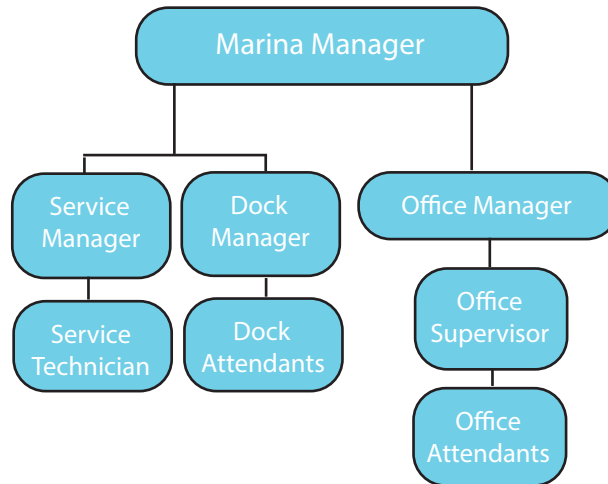 Marina Manager
Service
Manager
Dock
Manager
Office Manager
Service
Technician
Dock
Attendants
Office
Supervisor
Office
Attendants